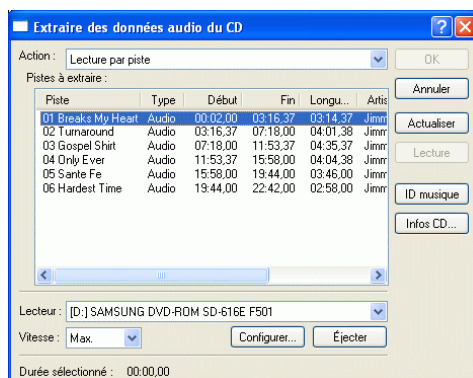 Extraire des données audio du CD
Action : Lecture par piste OK
Pistes à extraire : Annuler
Piste Type Début Fin Longu... Artis
01 Breaks My Heart Audio 00:02,00 03:16,37 03:14,37 Jimm
02 Turnaround Audio 03:16,37 07:18,00 04:01,38 Jimm
03 Gospel Shirt Audio 07:18,00 11:53,37 04:35,37 Jimm
04 Only Ever Audio 11:53,37 15:58,00 04:04,38 Jimm
05 Sante Fe Audio 15:58,00 19:44,00 03:46,00 Jimm
06 Hardest Time Audio 19:44,00 22:42,00 02:58,00 Jimm
Actualiser
Lecture
ID musique
Infos CD...
Lecteur : [D:] SAMSUNG DVD-ROM SD-616E F501
Vitesse : Max. Configurer... Éjecter
Durée sélectionné : 00:00,00